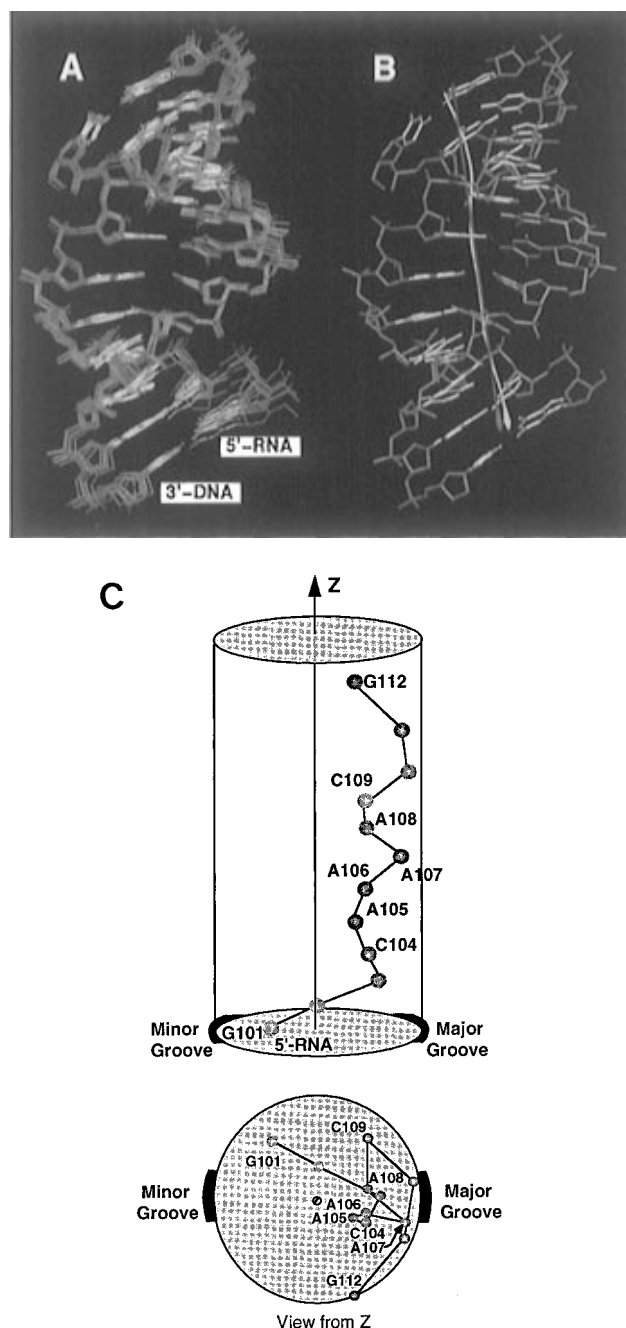 A
B
5'-RNA
3'-DNA
C
Z
G112
C109
A108
A106
A107
A105
C104
Minor
Groove
G101
5'-RNA
Major
Groove
C109
G101
A108
Minor
Groove
A106
A105
Major
Groove
C104
A107
G112
View from Z